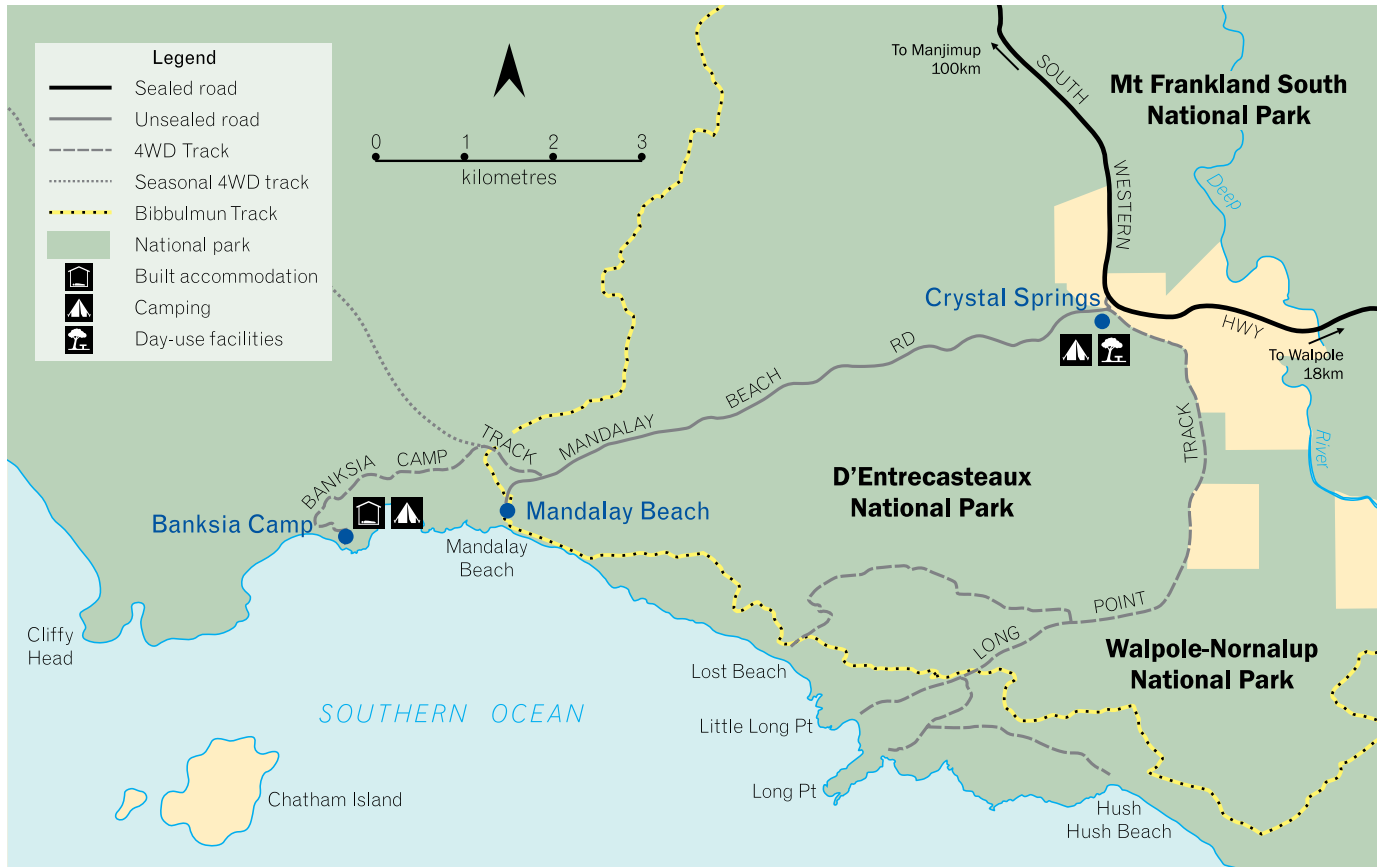 Legend
Sealed road
Unsealed road
4WD Track
Seasonal 4WD track
Bibbulmun Track
National park
Built accommodation
Camping
Day-use facilities
0 1 2 3
kilometres
To Manjimup
100km
SOUTH
WESTERN
HWY
Mt Frankland South
National Park
Deep
River
Crystal Springs
To Walpole
18km
MANDALAY BEACH RD
BANKSIA CAMP TRACK
Banksia Camp
Mandalay Beach
Mandalay
Beach
D'Entrecasteaux
National Park
LONG POINT TRACK
Cliffy
Head
Lost Beach
Walpole-Nornalup
National Park
SOUTHERN OCEAN
Little Long Pt
Long Pt
Chatham Island
Hush
Hush Beach